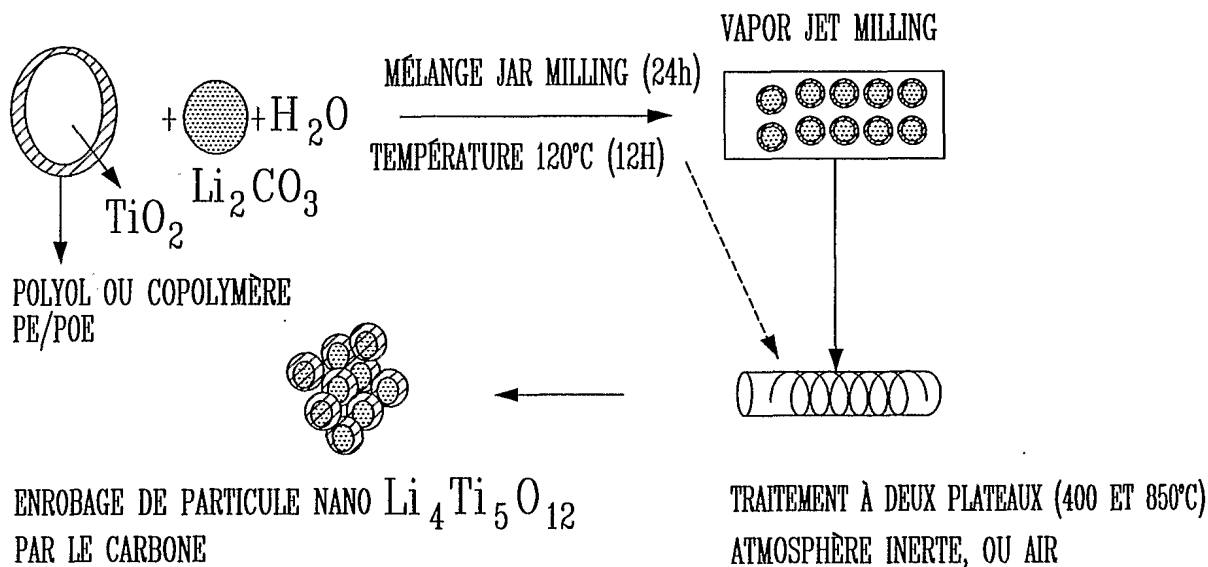 VAPOR JET MILLING
MÉLANGE JAR MILLING (24h)
+ + H₂O
TEMPÉRATURE 120°C (12H)
Li₂CO₃
TiO₂
POLYOL OU COPOLYMÈRE
PE/POE
ENROBAGE DE PARTICULE NANO Li₄Ti₅O₁₂
PAR LE CARBONE
TRAITEMENT À DEUX PLATEAUX (400 ET 850°C)
ATMOSPHÈRE INERTE, OU AIR